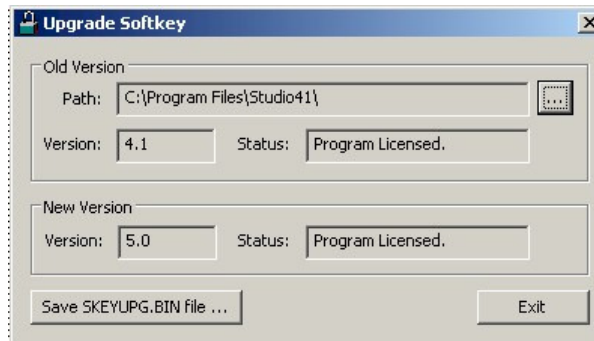 Upgrade Softkey
Old Version
Path: C:\Program Files\Studio41\ ...
Version: 4.1 Status: Program Licensed.
New Version
Version: 5.0 Status: Program Licensed.
Save SKEYUPG.BIN file ... Exit